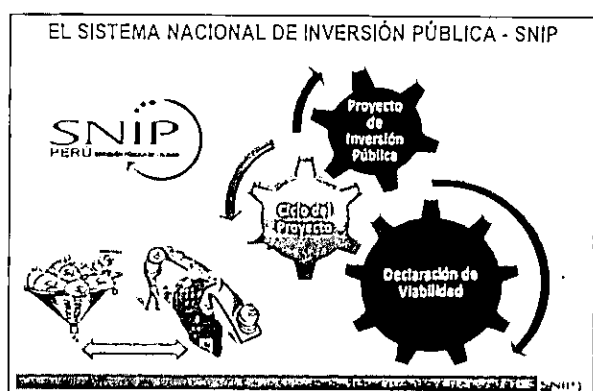 EL SISTEMA NACIONAL DE INVERSIÓN PÚBLICA - SNIP
SNIP
PERÚ
Proyecto
de
Inversión
Pública
Ciclo del
Proyecto
Declaración de
Viabilidad
SNIP